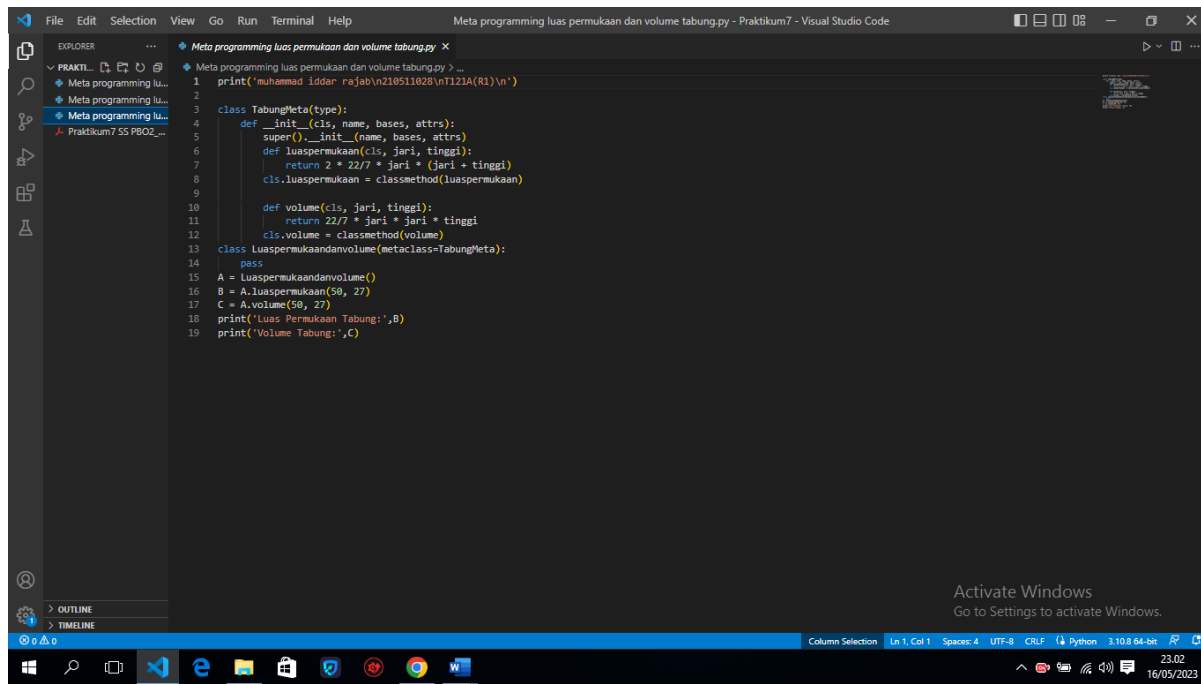 File Edit Selection View Go Run Terminal Help
Meta programming luas permukaan dan volume tabung.py - Praktikum7 - Visual Studio Code
EXPLORER
PRAKTI...
Meta programming lu...
Meta programming lu...
Meta programming lu...
Praktikum7 SS PBO2_...
OUTLINE
TIMELINE
Meta programming luas permukaan dan volume tabung.py
Meta programming luas permukaan dan volume tabung.py > ...
1 print('muhammad iddar rajab\n210511028\nT121A(R1)\n')
2
3 class TabungMeta(type):
4 def __init__(cls, name, bases, attrs):
5 super().__init__(name, bases, attrs)
6 def luaspermukaan(cls, jari, tinggi):
7 return 2 * 22/7 * jari * (jari + tinggi)
8 cls.luaspermukaan = classmethod(luaspermukaan)
9
10 def volume(cls, jari, tinggi):
11 return 22/7 * jari * jari * tinggi
12 cls.volume = classmethod(volume)
13 class Luaspermukaandanvolume(metaclass=TabungMeta):
14 pass
15 A = Luaspermukaandanvolume()
16 B = A.luaspermukaan(50, 27)
17 C = A.volume(50, 27)
18 print('Luas Permukaan Tabung:',B)
19 print('Volume Tabung:',C)
Activate Windows
Go to Settings to activate Windows.
0 0
Column Selection Ln 1, Col 1 Spaces: 4 UTF-8 CRLF Python 3.10.8 64-bit
23.02
16/05/2023